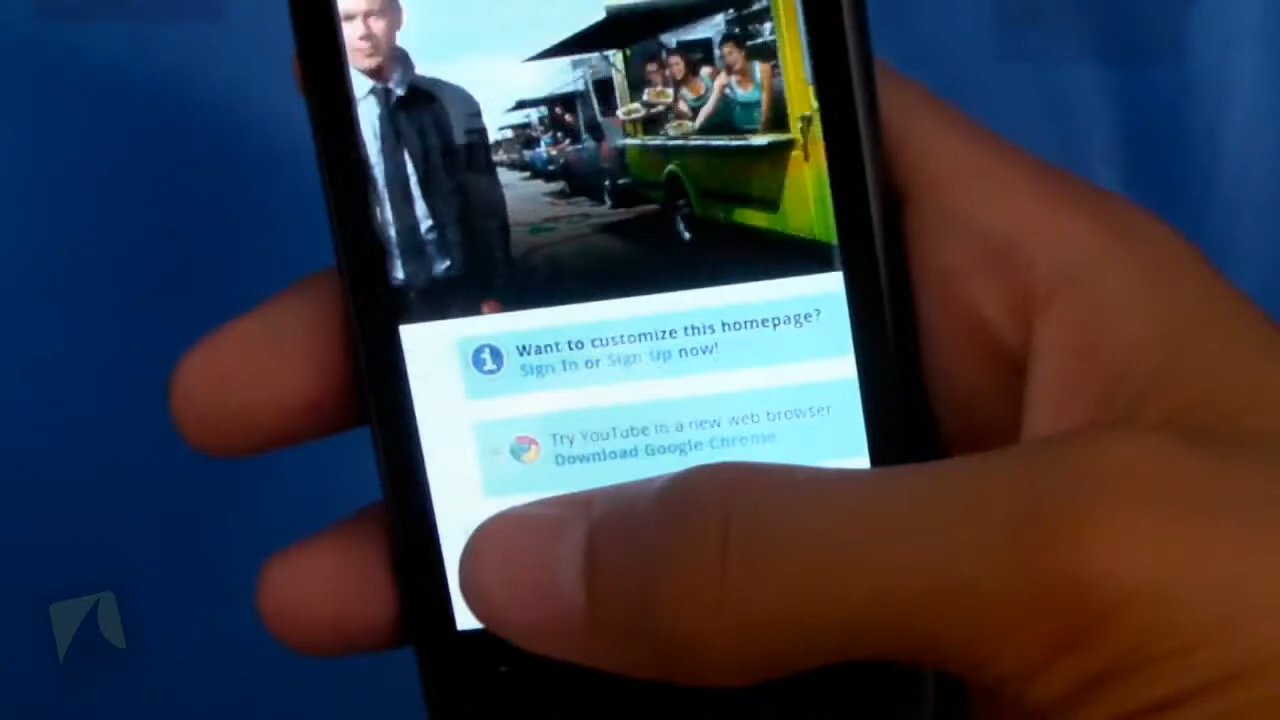 Want to customize this homepage?
Sign In or Sign Up now!
Try YouTube in a new web browser
Download Google Chrome